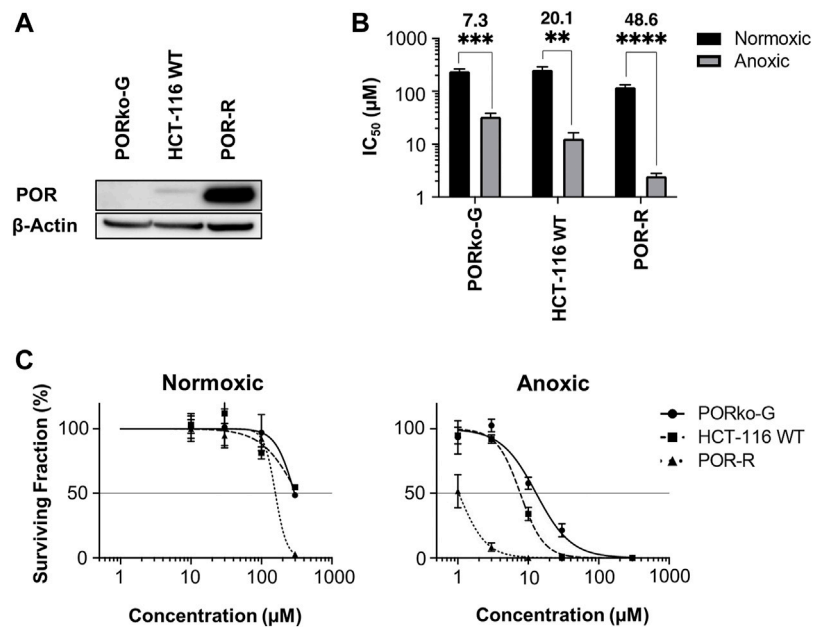 A
PORko-G
HCT-116 WT
POR-R
POR
β-Actin
B
7.3
20.1
48.6
***
**
****
Normoxic
Anoxic
1000
100
10
1
IC50 (µM)
PORko-G
HCT-116 WT
POR-R
C
Normoxic
Anoxic
Surviving Fraction (%)
100
50
0
1
10
100
1000
Concentration (µM)
100
50
0
1
10
100
1000
Concentration (µM)
PORko-G
HCT-116 WT
POR-R